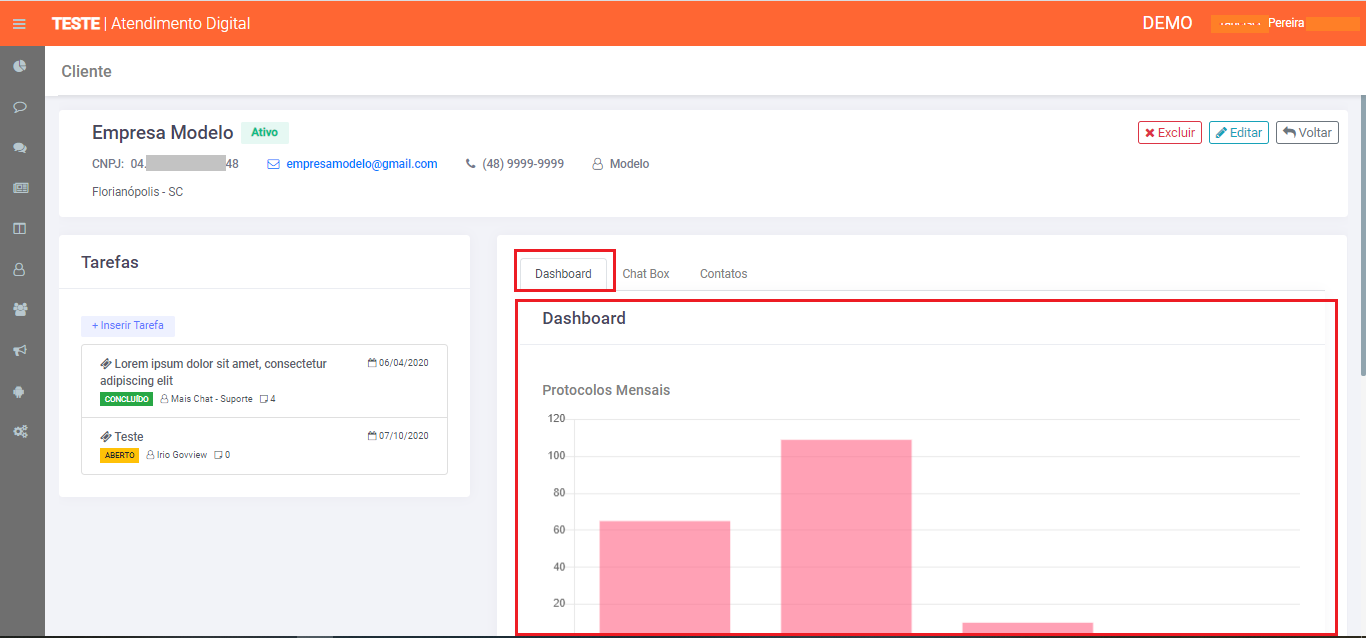 TESTE | Atendimento Digital
DEMO
Pereira
Cliente
Empresa Modelo
Ativo
Excluir
Editar
Voltar
CNPJ: 04. 48
empresamodelo@gmail.com
(48) 9999-9999
Modelo
Florianópolis - SC
Tarefas
+ Inserir Tarefa
Lorem ipsum dolor sit amet, consectetur
adipiscing elit
06/04/2020
CONCLUÍDO
Mais Chat - Suporte
4
Teste
07/10/2020
ABERTO
Irio Govview
0
Dashboard
Chat Box
Contatos
Dashboard
Protocolos Mensais
120
100
80
60
40
20